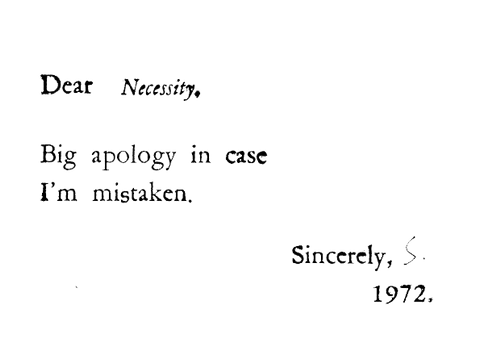 Dear Necessity,
Big apology in case
I'm mistaken.
Sincerely, S.
1972.